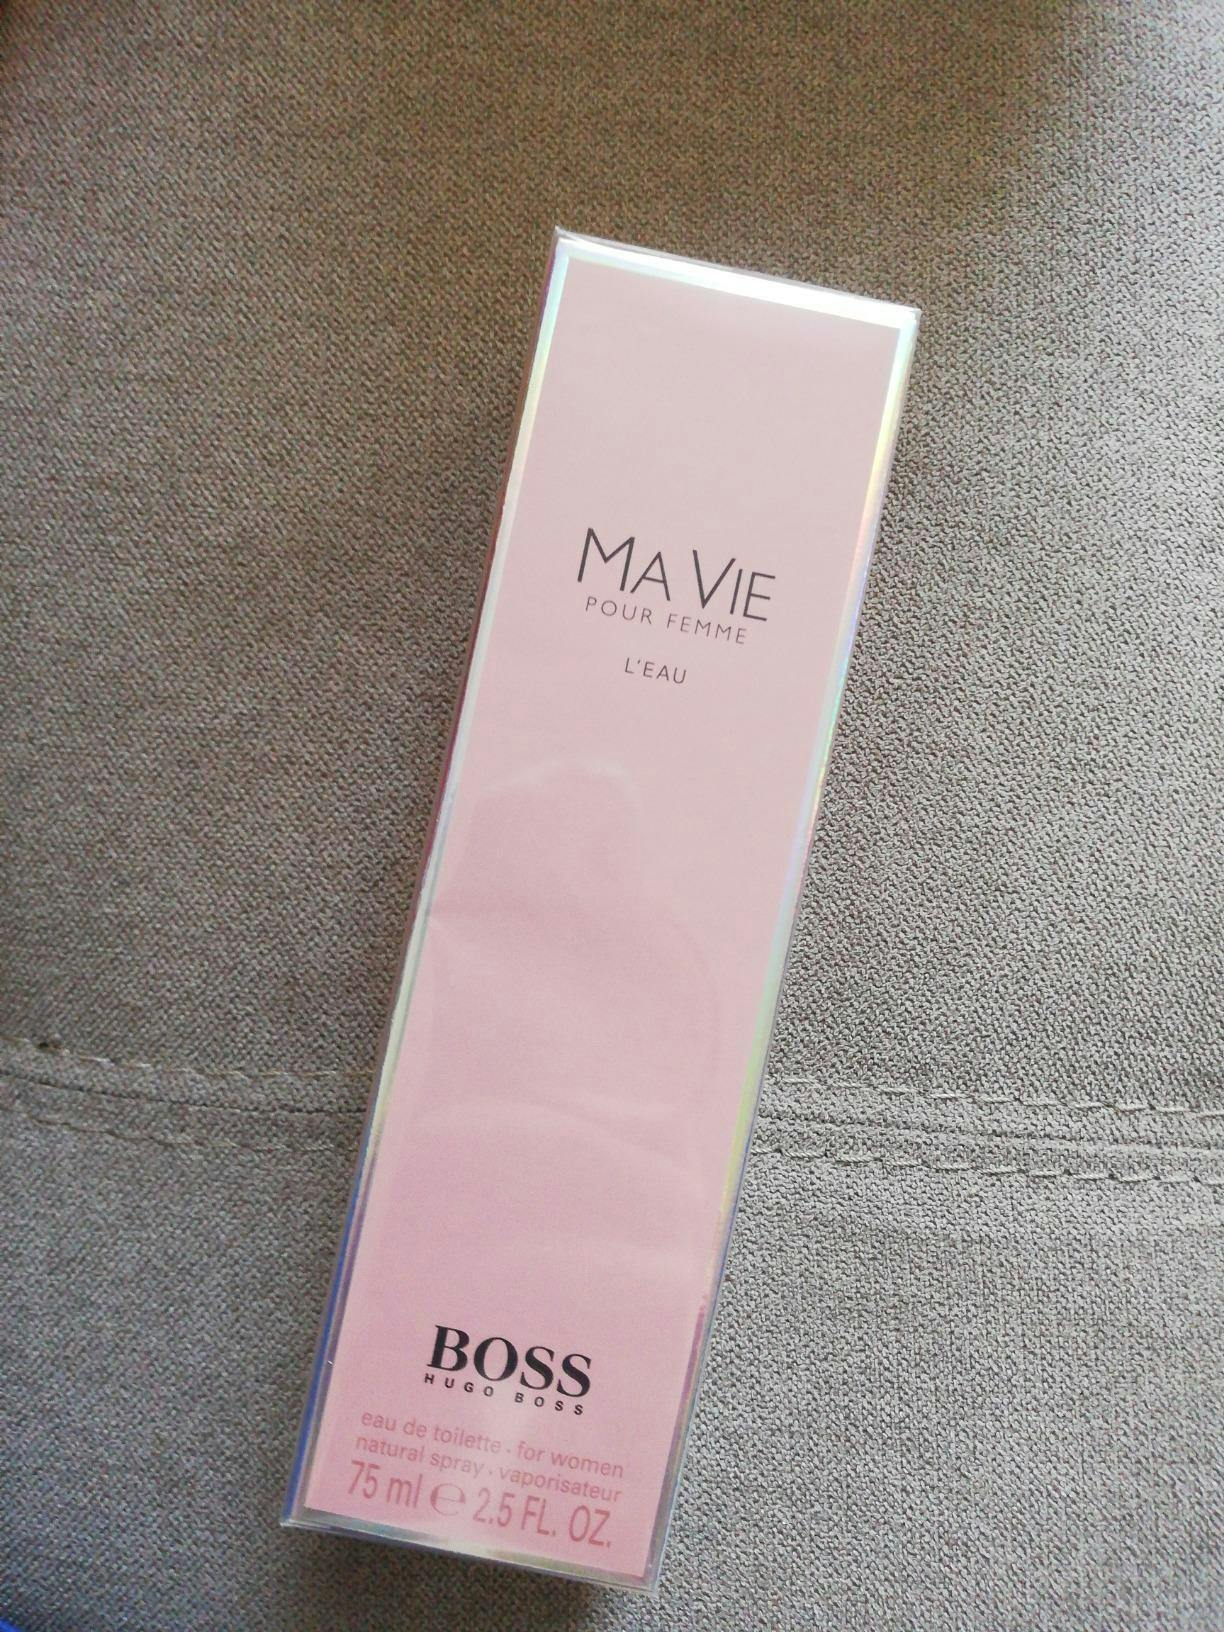 MA VIE
POUR FEMME
L'EAU
BOSS
HUGO BOSS
eau de toilette · for women
natural spray · vaporisateur
75 ml ℮ 2.5 FL. OZ.